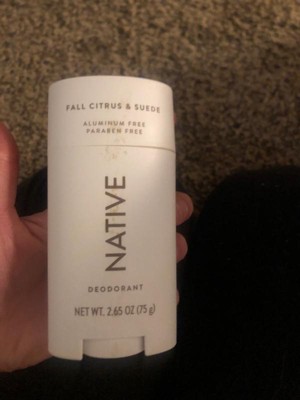 FALL CITRUS & SUEDE
ALUMINUM FREE
PARABEN FREE
NATIVE
DEODORANT
NET WT. 2.65 OZ (75 g)